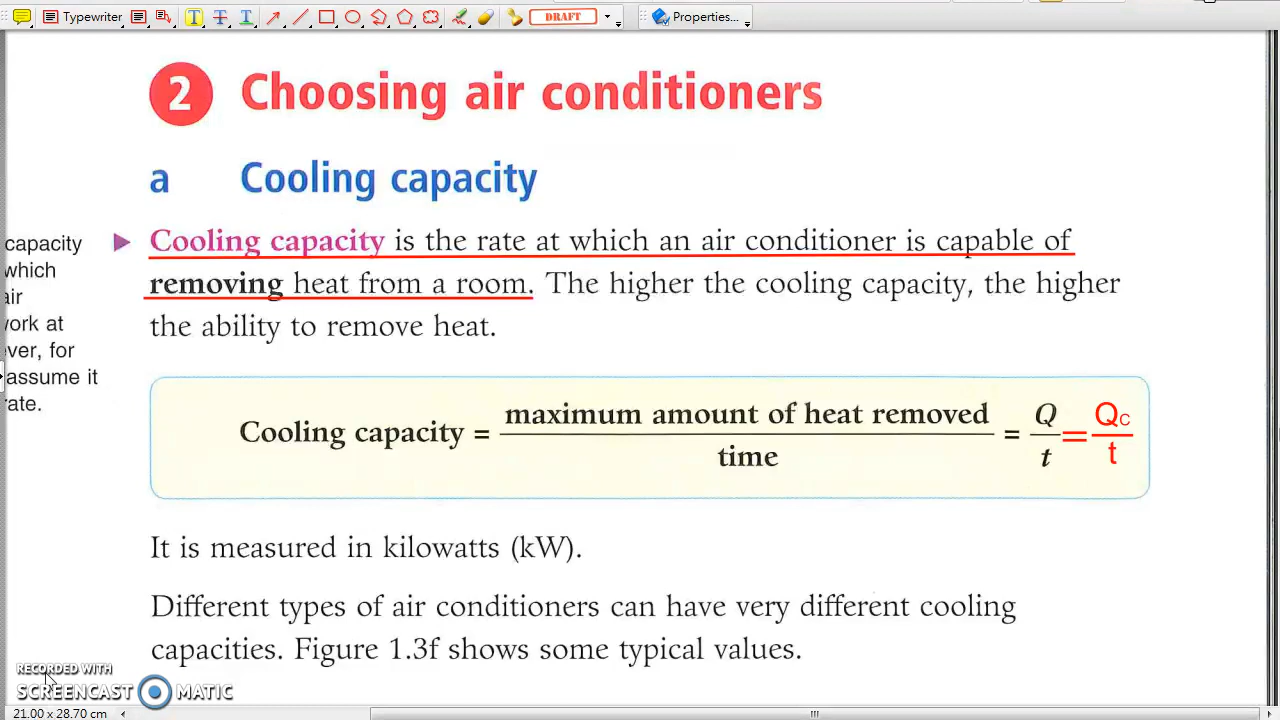 Typewriter
DRAFT
Properties...
2 Choosing air conditioners
a Cooling capacity
capacity
which
air
work at
ever, for
assume it
rate.
Cooling capacity is the rate at which an air conditioner is capable of
removing heat from a room. The higher the cooling capacity, the higher
the ability to remove heat.
Cooling capacity = maximum amount of heat removed / time = Q / t = Qc / t
It is measured in kilowatts (kW).
Different types of air conditioners can have very different cooling
capacities. Figure 1.3f shows some typical values.
RECORDED WITH
SCREENCAST MATIC
21.00 x 28.70 cm